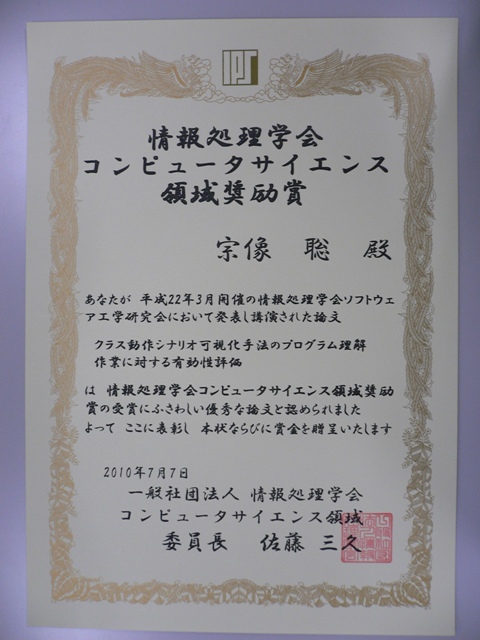 IPSJ
情報処理学会
コンピュータサイエンス
領域奨励賞
宗像 聡 殿
あなたが 平成22年3月開催の情報処理学会ソフトウェ
ア工学研究会において発表し講演された論文
クラス動作シナリオ可視化手法のプログラム理解
作業に対する有効性評価
は 情報処理学会コンピュータサイエンス領域奨励
賞の受賞にふさわしい優秀な論文と認められました
よって ここに表彰し 本状ならびに賞金を贈呈いたします
2010年7月7日
一般社団法人 情報処理学会
コンピュータサイエンス領域
委員長 佐藤 三久